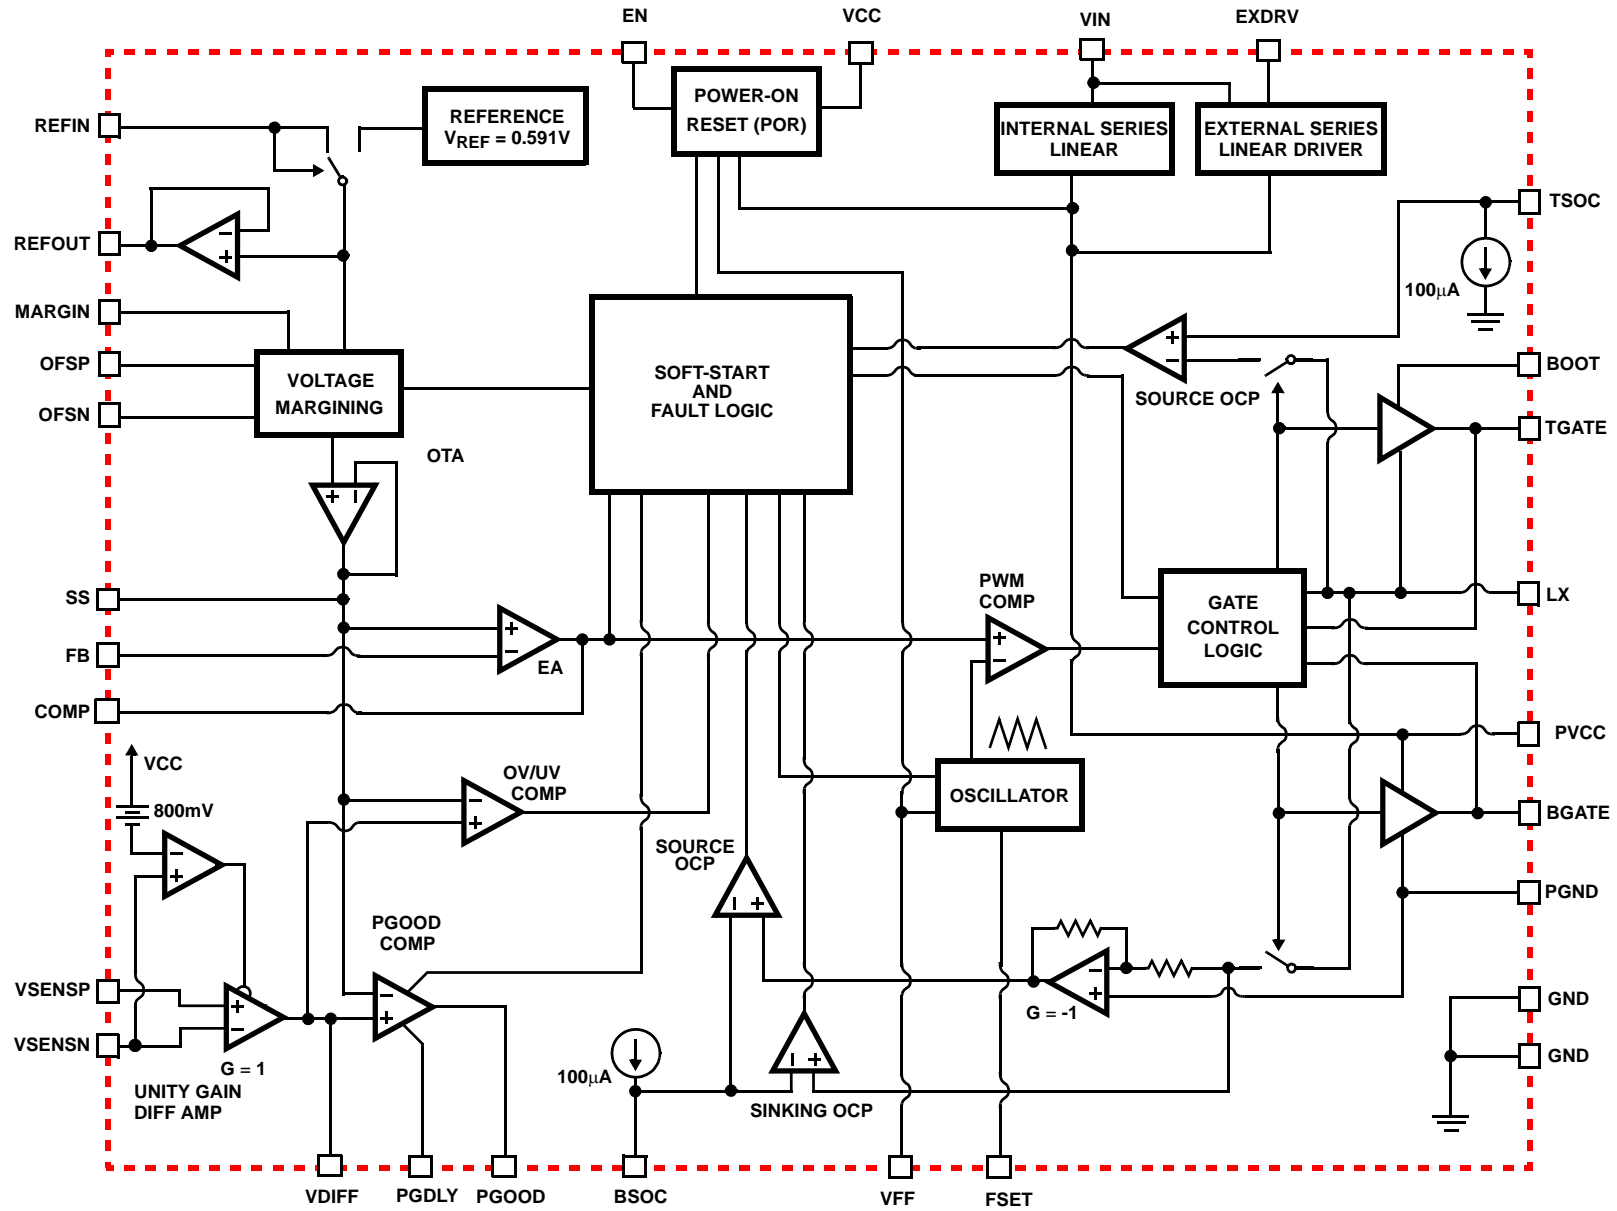 EN
VCC
VIN
EXDRV
REFIN
REFERENCE
VREF = 0.591V
POWER-ON
RESET (POR)
INTERNAL SERIES
LINEAR
EXTERNAL SERIES
LINEAR DRIVER
TSOC
REFOUT
−
+
100μA
MARGIN
OFSP
OFSN
VOLTAGE
MARGINING
SOFT-START
AND
FAULT LOGIC
+
−
SOURCE OCP
BOOT
TGATE
OTA
+ −
SS
FB
COMP
+
−
EA
PWM
COMP
+
−
GATE
CONTROL
LOGIC
LX
PVCC
VCC
800mV
−
+
OV/UV
COMP
−
+
OSCILLATOR
BGATE
SOURCE
OCP
− +
PGND
PGOOD
COMP
−
+
VSENSP
VSENSN
+
−
G = 1
UNITY GAIN
DIFF AMP
−
+
G = -1
GND
GND
100μA
− +
SINKING OCP
VDIFF
PGDLY
PGOOD
BSOC
VFF
FSET